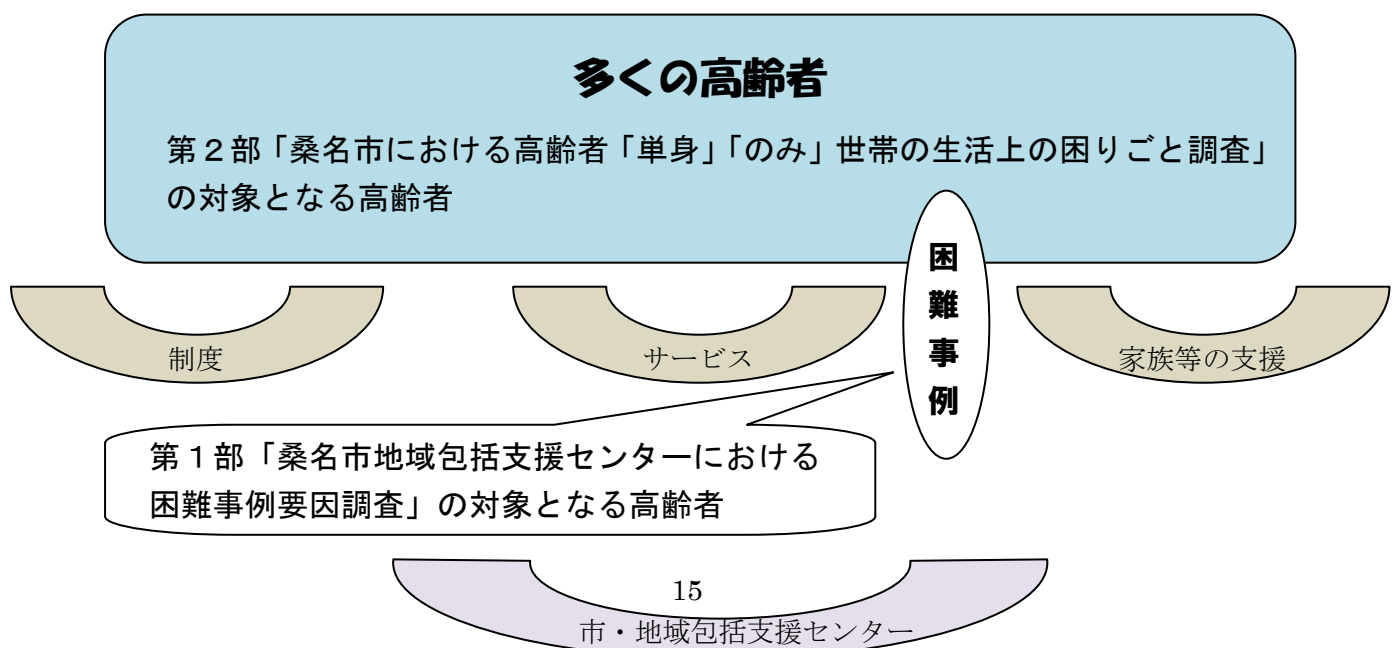 多くの高齢者
第２部「桑名市における高齢者「単身」「のみ」世帯の生活上の困りごと調査」
の対象となる高齢者
困難事例
制度
サービス
家族等の支援
第１部「桑名市地域包括支援センターにおける
困難事例要因調査」の対象となる高齢者
15
市・地域包括支援センター